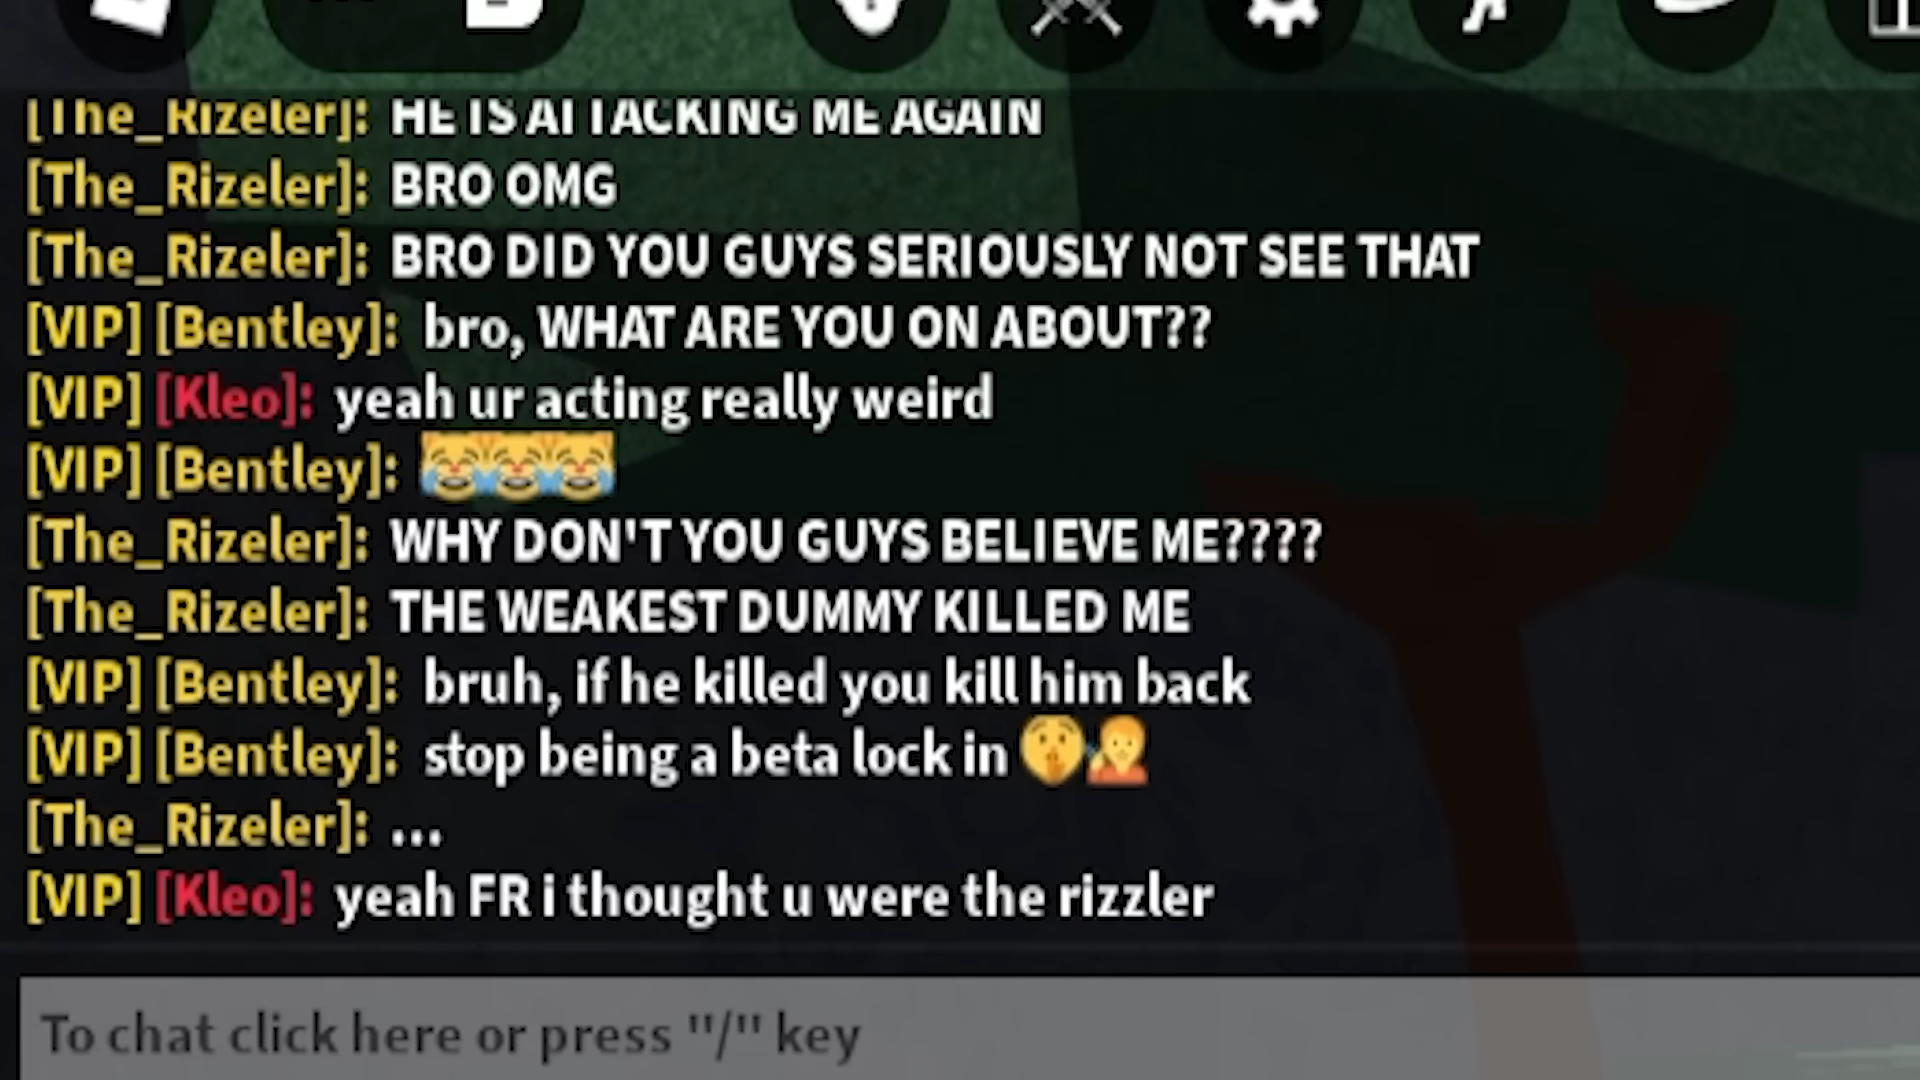 [The_Rizeler]: HE IS ATTACKING ME AGAIN
[The_Rizeler]: BRO OMG
[The_Rizeler]: BRO DID YOU GUYS SERIOUSLY NOT SEE THAT
[VIP] [Bentley]: bro, WHAT ARE YOU ON ABOUT??
[VIP] [Kleo]: yeah ur acting really weird
[VIP] [Bentley]: 😹😹😹
[The_Rizeler]: WHY DON'T YOU GUYS BELIEVE ME????
[The_Rizeler]: THE WEAKEST DUMMY KILLED ME
[VIP] [Bentley]: bruh, if he killed you kill him back
[VIP] [Bentley]: stop being a beta lock in 🤫🧏
[The_Rizeler]: ...
[VIP] [Kleo]: yeah FR i thought u were the rizzler
To chat click here or press "/" key